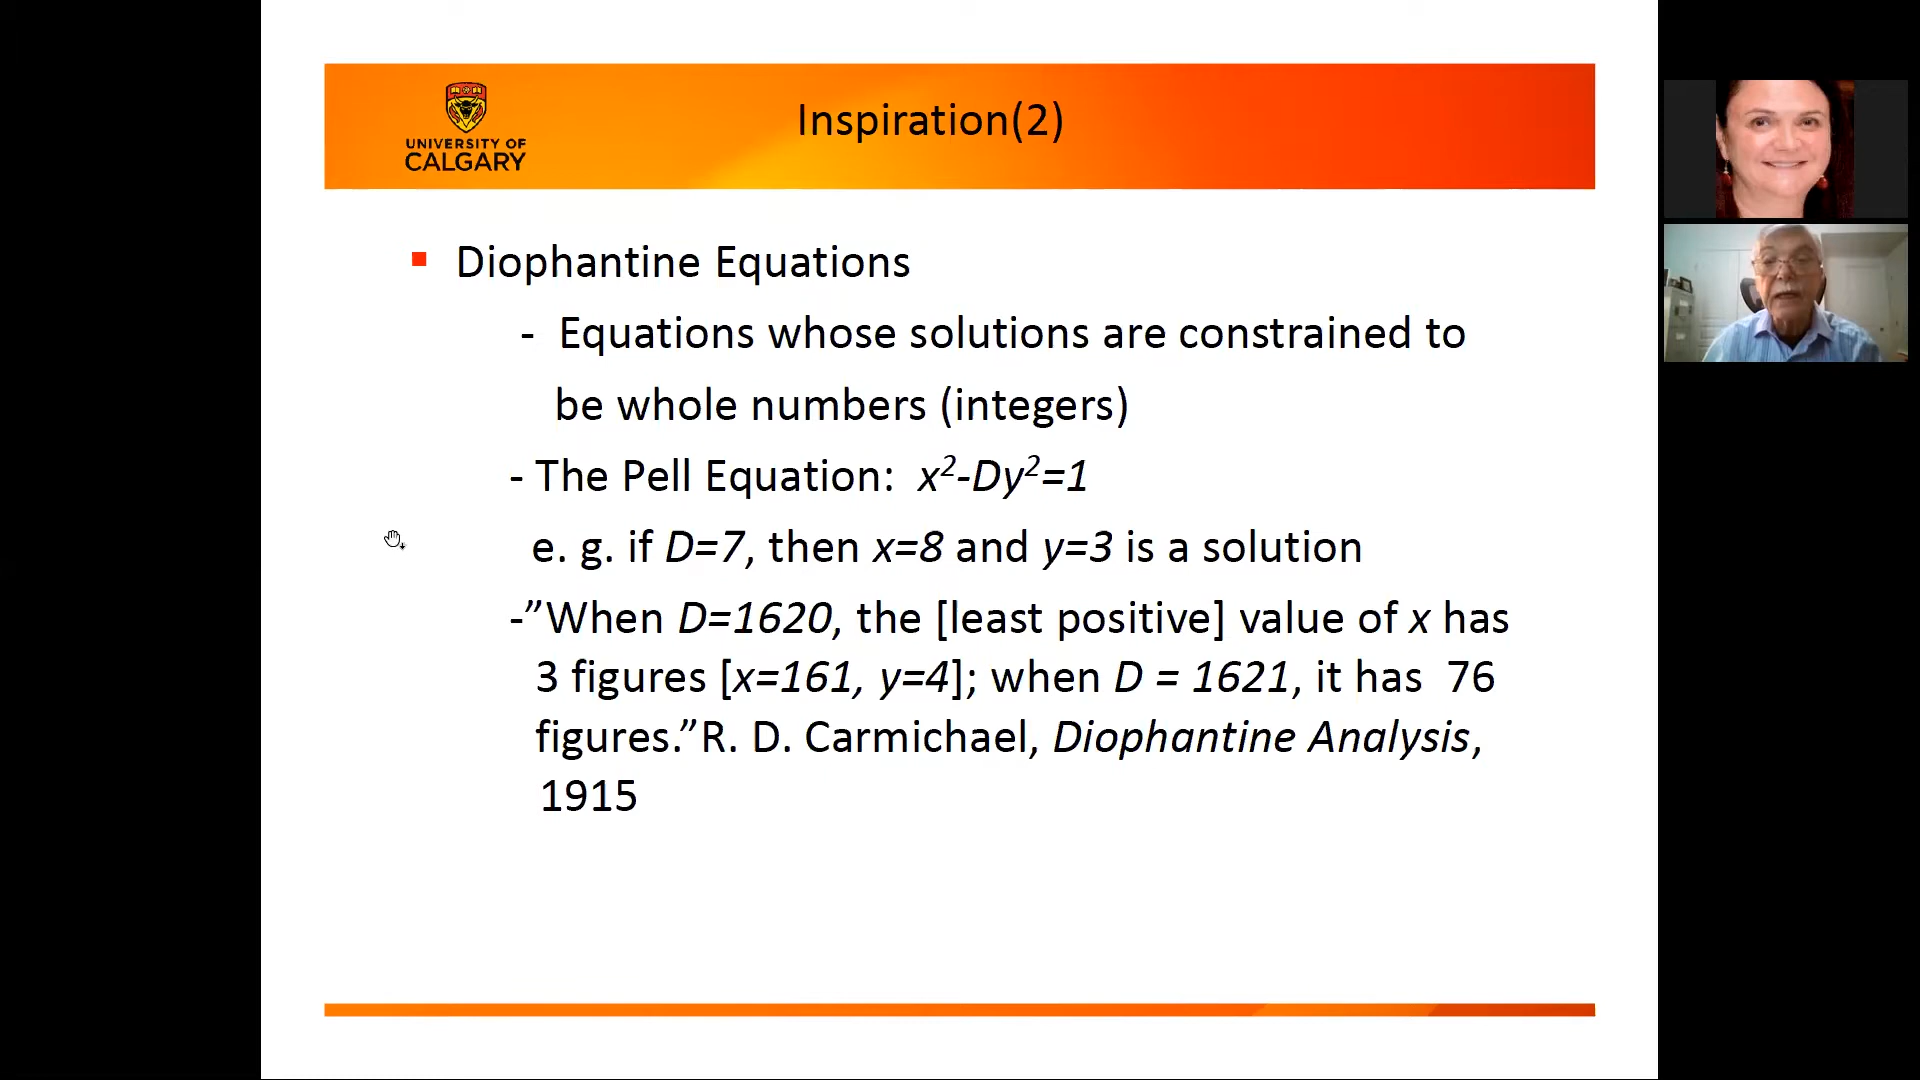 UNIVERSITY OF
CALGARY
Inspiration(2)
Diophantine Equations
- Equations whose solutions are constrained to
be whole numbers (integers)
- The Pell Equation: x²-Dy²=1
e. g. if D=7, then x=8 and y=3 is a solution
-”When D=1620, the [least positive] value of x has
3 figures [x=161, y=4]; when D = 1621, it has 76
figures.”R. D. Carmichael, Diophantine Analysis,
1915